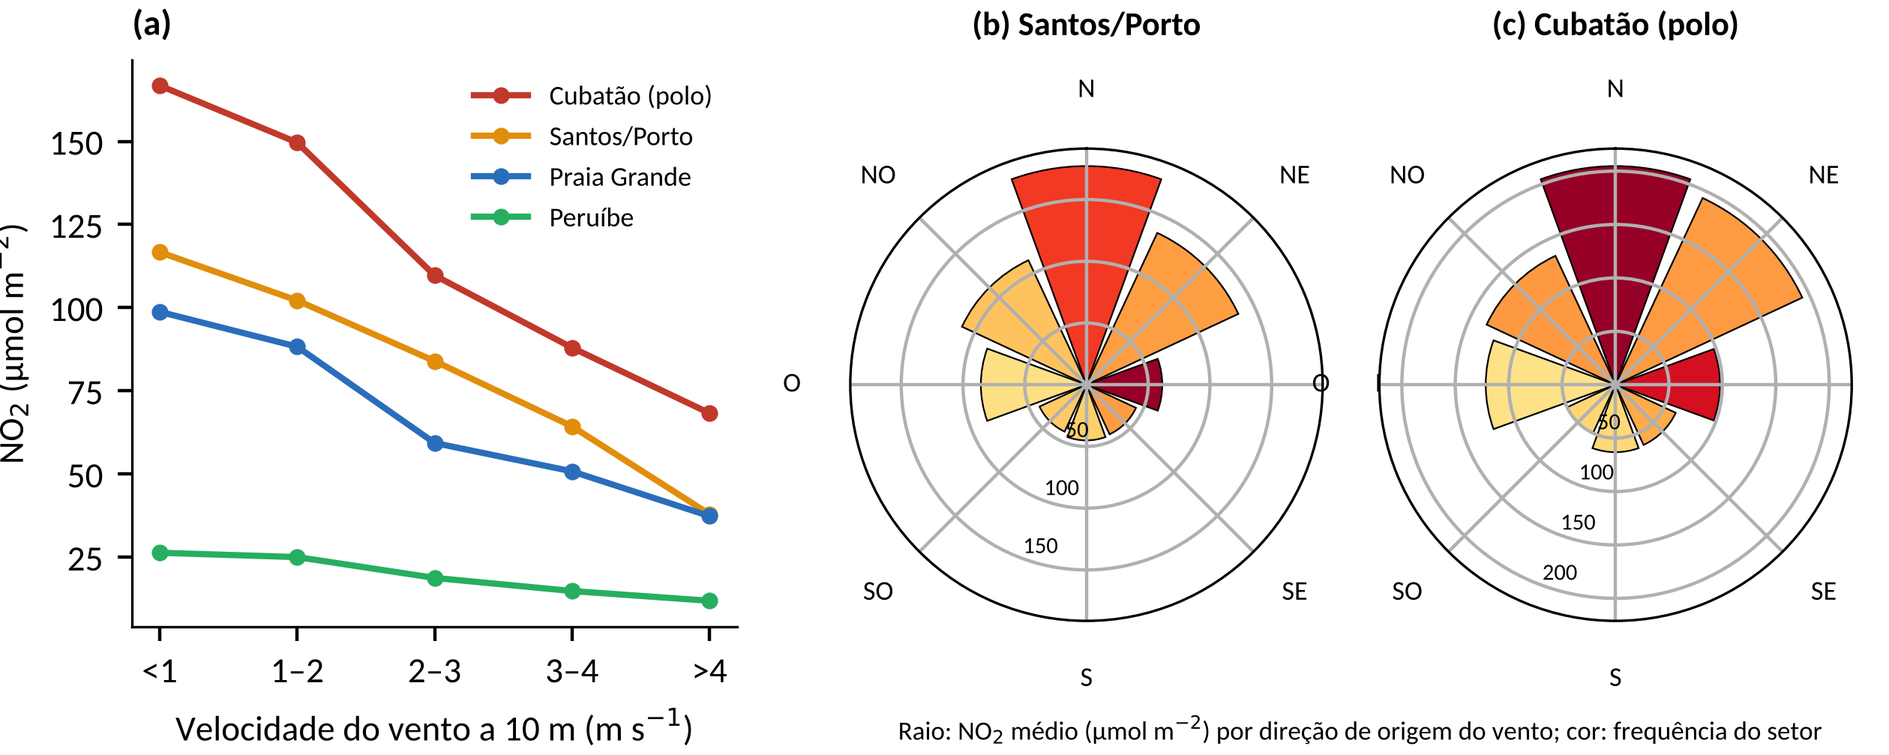 (a)
NO₂ (µmol m⁻²)
150
125
100
75
50
25
Cubatão (polo)
Santos/Porto
Praia Grande
Peruíbe
<1 1–2 2–3 3–4 >4
Velocidade do vento a 10 m (m s⁻¹)
(b) Santos/Porto
N
NO NE
O
50
100
150
SO SE
S
(c) Cubatão (polo)
N
NO NE
O
50
100
150
200
SO SE
S
Raio: NO₂ médio (µmol m⁻²) por direção de origem do vento; cor: frequência do setor